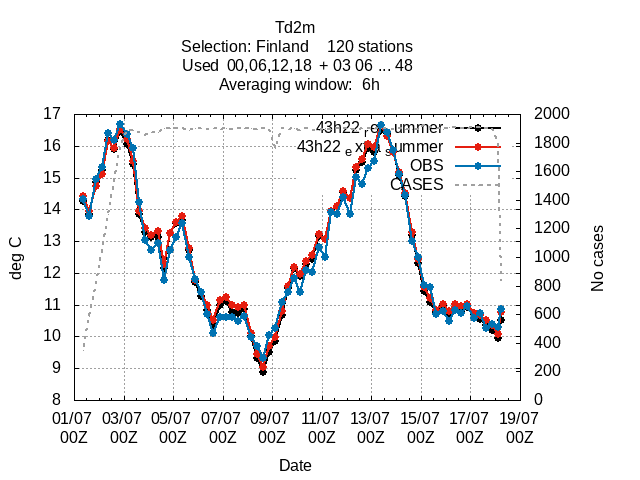 Td2m
Selection: Finland 120 stations
Used 00,06,12,18 + 03 06 ... 48
Averaging window: 6h
17
16
15
14
13
12
11
10
9
8
2000
1800
1600
1400
1200
1000
800
600
400
200
0
43h22
43h22
OBS
CASES
deg C
No cases
01/07 03/07 05/07 07/07 09/07 11/07 13/07 15/07 17/07 19/07
00Z 00Z 00Z 00Z 00Z 00Z 00Z 00Z 00Z 00Z
Date